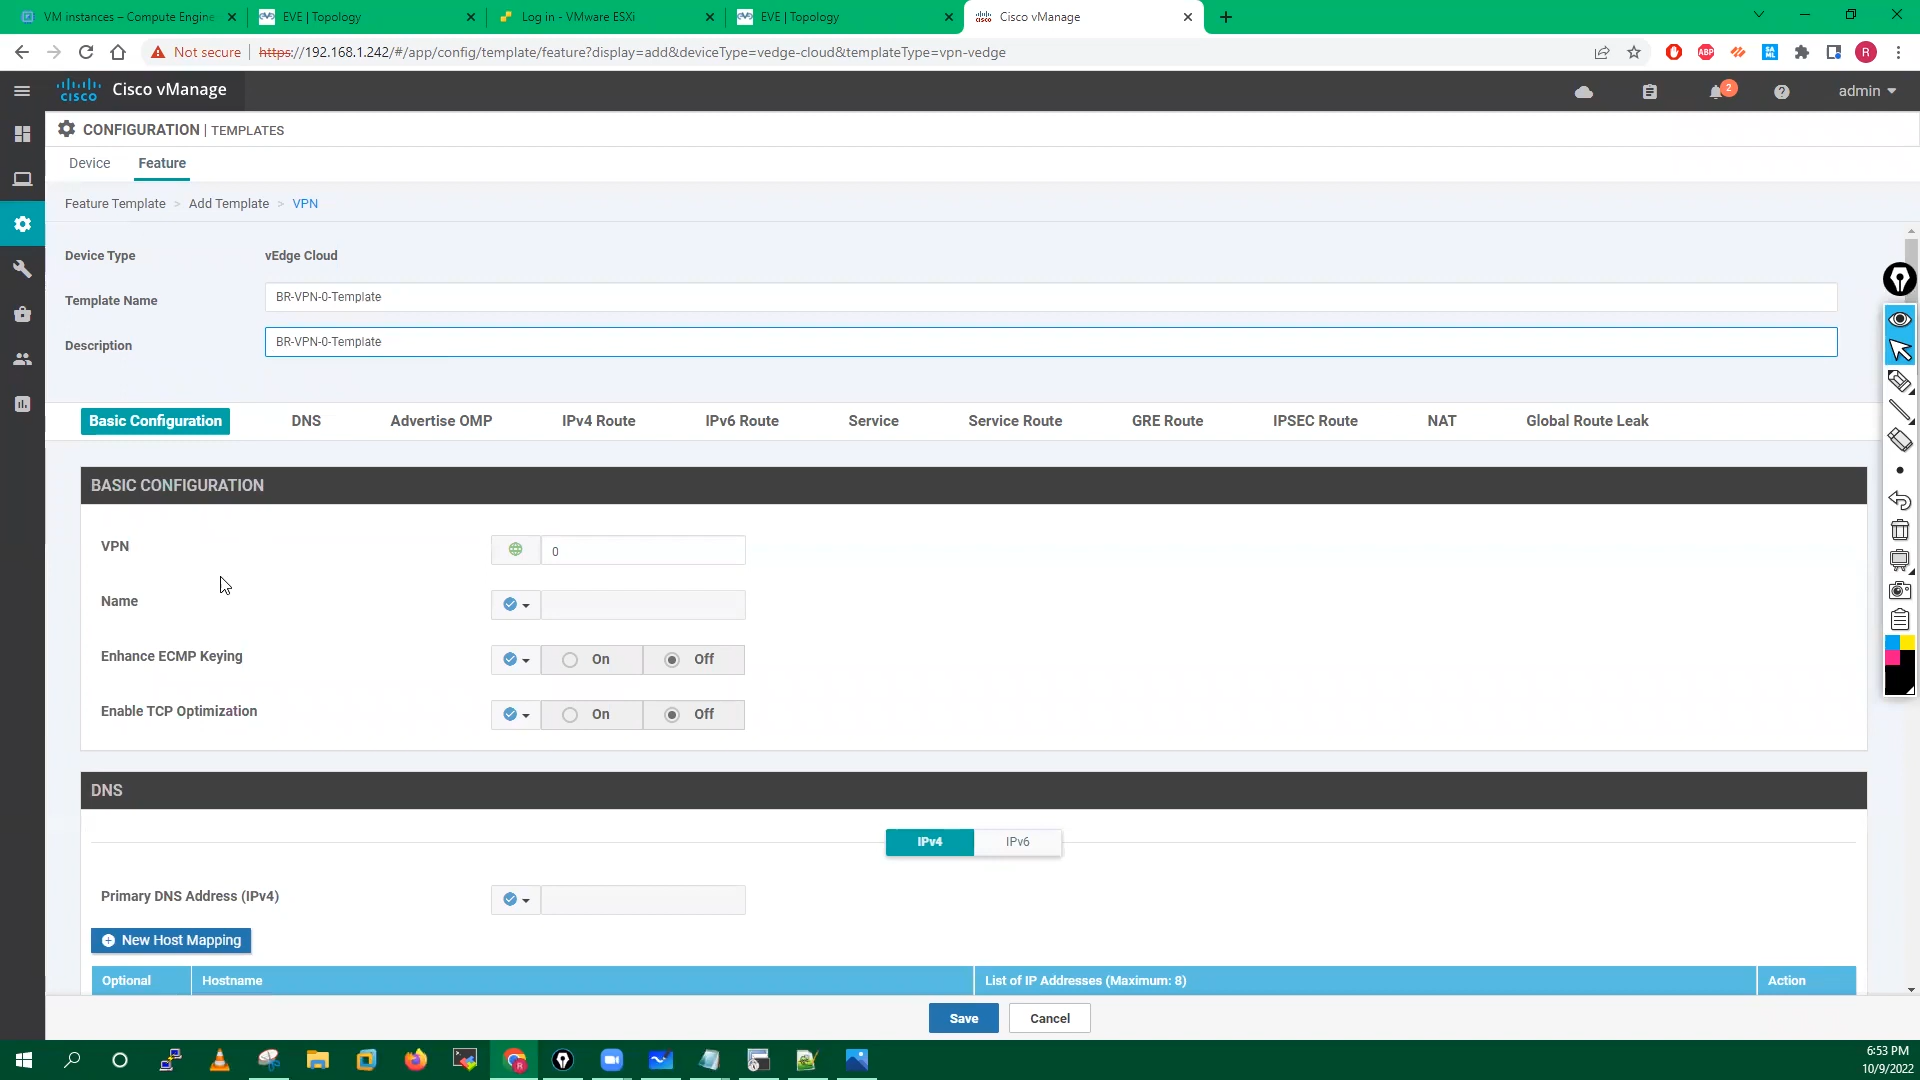 VM instances – Compute Engine
EVE | Topology
Log in - VMware ESXi
EVE | Topology
Cisco vManage
Not secure
https://192.168.1.242/#/app/config/template/feature?display=add&deviceType=vedge-cloud&templateType=vpn-vedge
ABP
R
CISCO
Cisco vManage
2
admin
CONFIGURATION | TEMPLATES
Device
Feature
Feature Template > Add Template > VPN
Device Type
vEdge Cloud
Template Name
BR-VPN-0-Template
Description
BR-VPN-0-Template
Basic Configuration
DNS
Advertise OMP
IPv4 Route
IPv6 Route
Service
Service Route
GRE Route
IPSEC Route
NAT
Global Route Leak
BASIC CONFIGURATION
VPN
0
Name
Enhance ECMP Keying
On
Off
Enable TCP Optimization
On
Off
DNS
IPv4
IPv6
Primary DNS Address (IPv4)
New Host Mapping
Optional
Hostname
List of IP Addresses (Maximum: 8)
Action
Save
Cancel
6:53 PM
10/9/2022